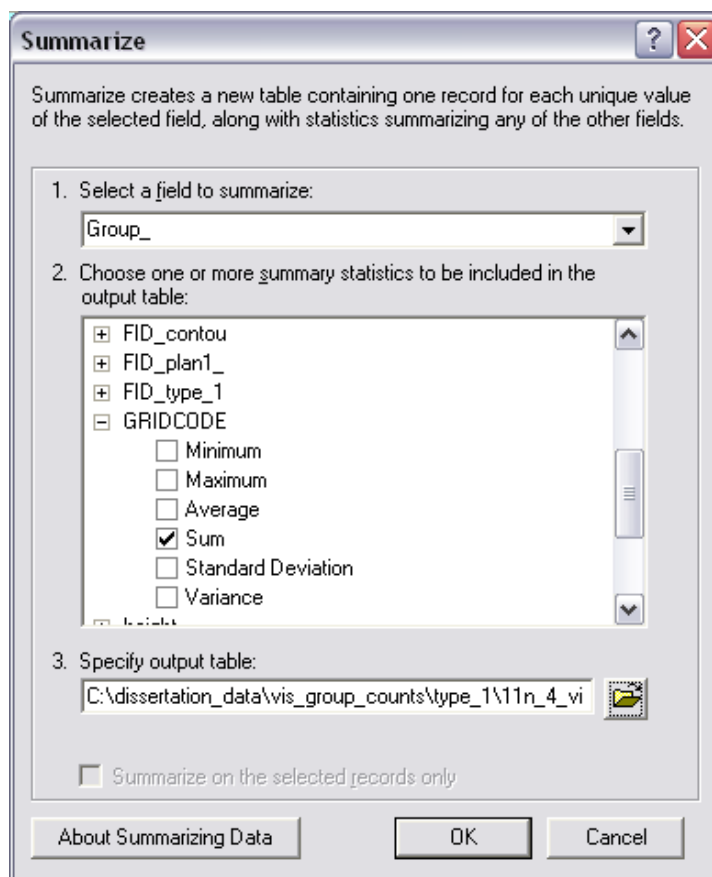 Summarize
Summarize creates a new table containing one record for each unique value
of the selected field, along with statistics summarizing any of the other fields.
1. Select a field to summarize:
Group_
2. Choose one or more summary statistics to be included in the
output table:
FID_contou
FID_plan1_
FID_type_1
GRIDCODE
Minimum
Maximum
Average
Sum
Standard Deviation
Variance
height
3. Specify output table:
C:\dissertation_data\vis_group_counts\type_1\11n_4_vi
Summarize on the selected records only
About Summarizing Data
OK
Cancel